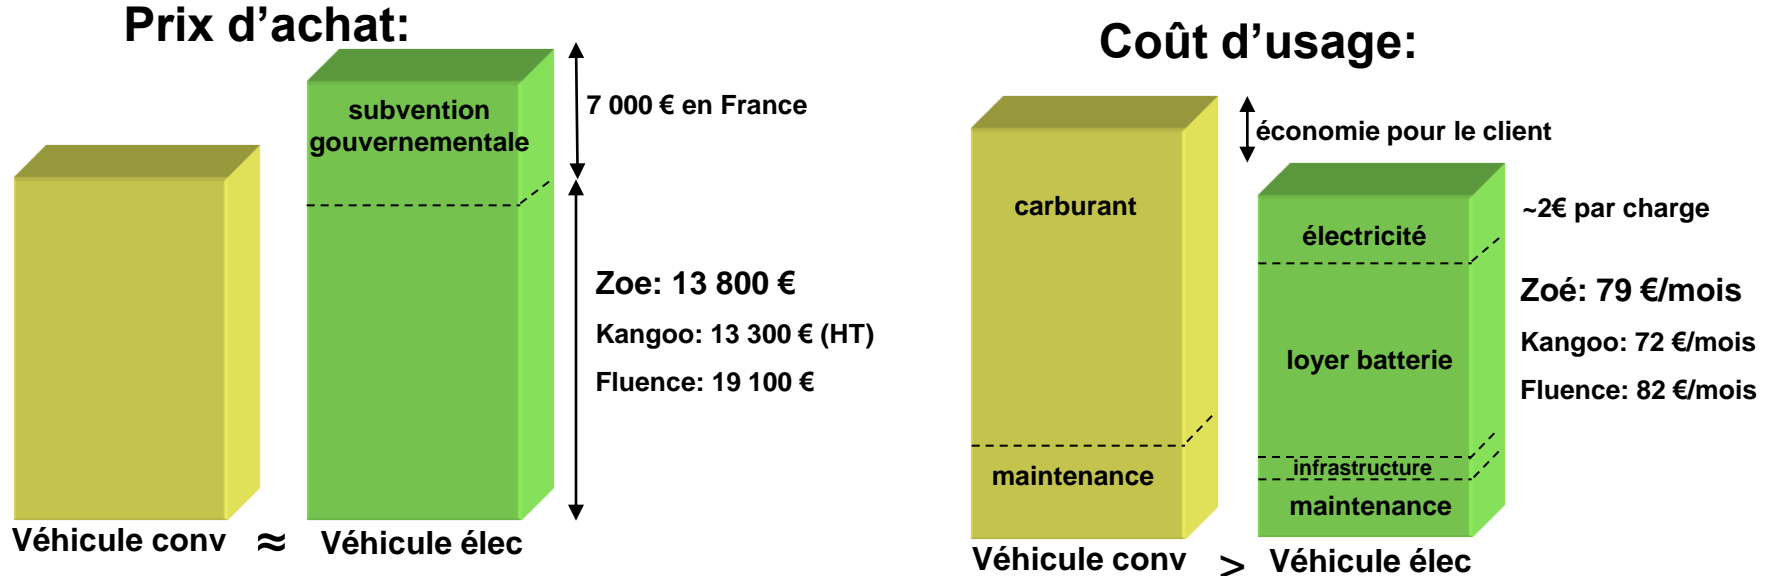 Prix d’achat:
subvention
gouvernementale
7 000 € en France
Zoe: 13 800 €
Kangoo: 13 300 € (HT)
Fluence: 19 100 €
Véhicule conv ≈ Véhicule élec
Coût d’usage:
économie pour le client
carburant
maintenance
électricité
loyer batterie
infrastructure
maintenance
~2€ par charge
Zoé: 79 €/mois
Kangoo: 72 €/mois
Fluence: 82 €/mois
Véhicule conv > Véhicule élec